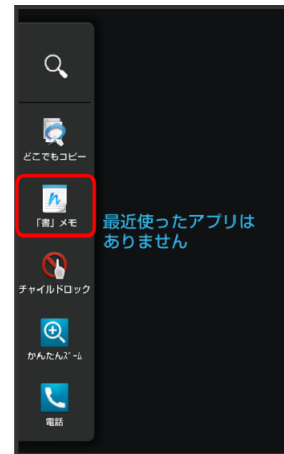 どこでもコピー
「書」メモ
最近使ったアプリは
ありません
チャイルドロック
かんたんズーム
電話